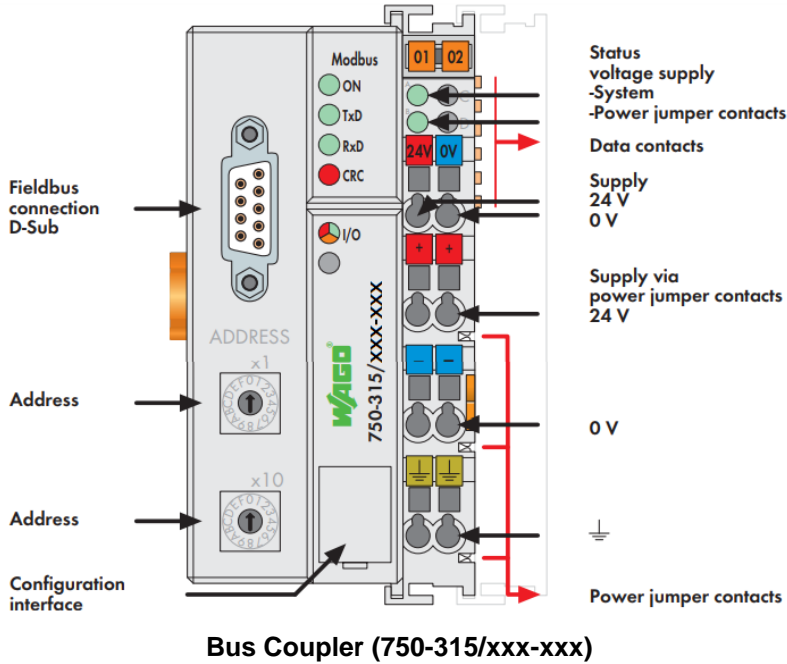 Modbus
ON
TxD
RxD
CRC
I/O
01 02
A C
B D
24V 0V
+ +
– –
Status
voltage supply
-System
-Power jumper contacts
Data contacts
Supply
24 V
0 V
Fieldbus
connection
D-Sub
Supply via
power jumper contacts
24 V
ADDRESS
x1
0123456789ABCDEF
WAGO®
750-315/xxx-xxx
Address
0 V
x10
0123456789ABCDEF
Address
Configuration
interface
Power jumper contacts
Bus Coupler (750-315/xxx-xxx)